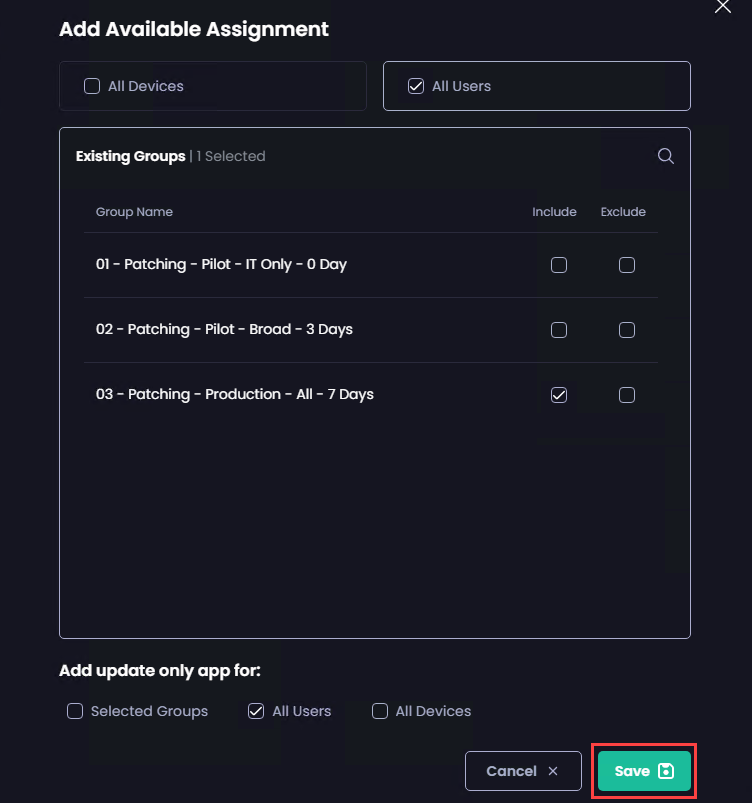 Add Available Assignment
All Devices
All Users
Existing Groups | 1 Selected
Group Name Include Exclude
01 - Patching - Pilot - IT Only - 0 Day
02 - Patching - Pilot - Broad - 3 Days
03 - Patching - Production - All - 7 Days
Add update only app for:
Selected Groups All Users All Devices
Cancel Save